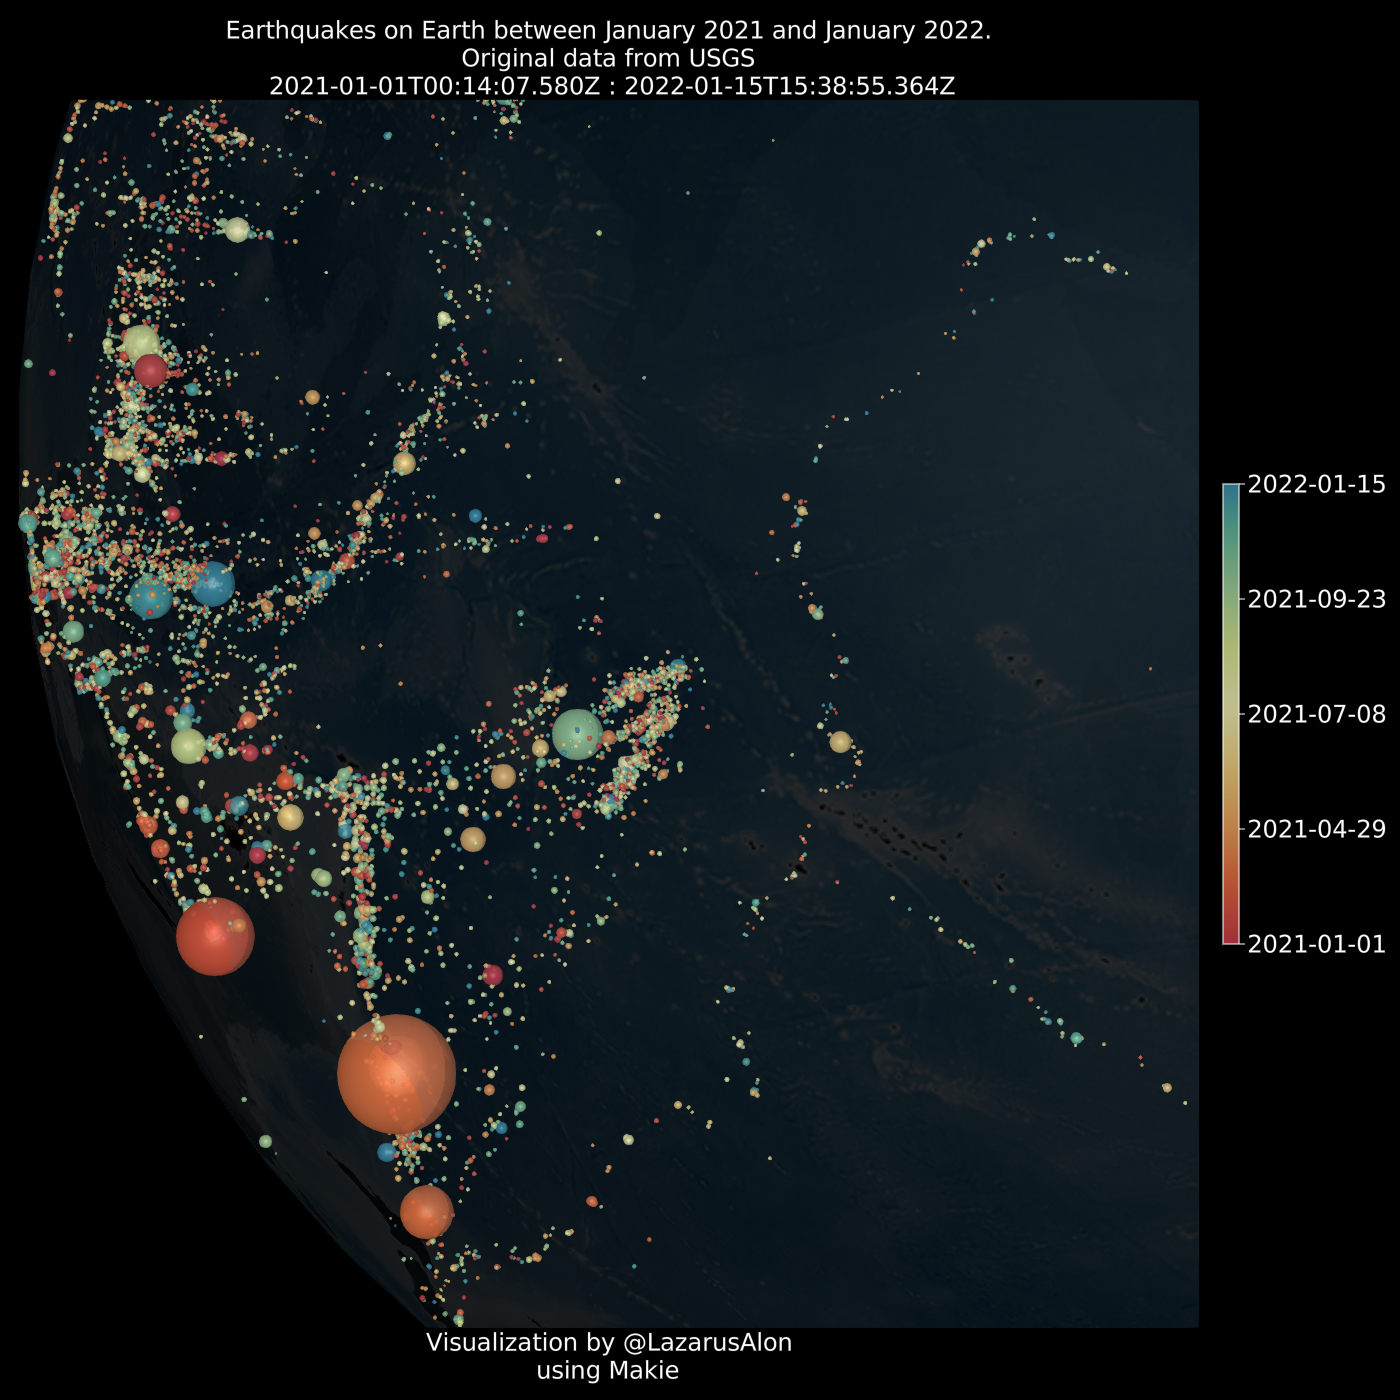 Earthquakes on Earth between January 2021 and January 2022.
Original data from USGS
2021-01-01T00:14:07.580Z : 2022-01-15T15:38:55.364Z
2022-01-15
2021-09-23
2021-07-08
2021-04-29
2021-01-01
Visualization by @LazarusAlon
using Makie